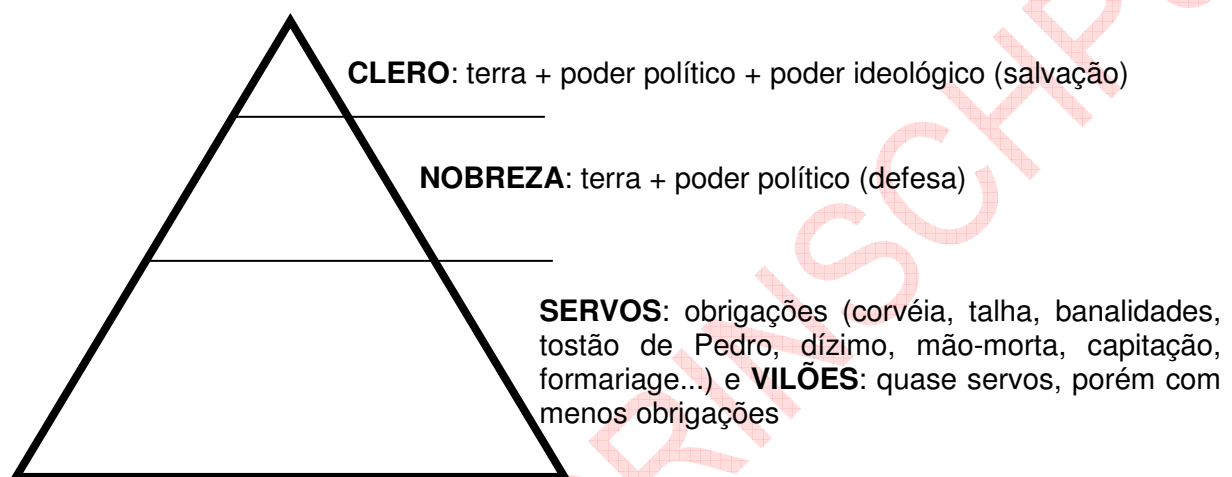 CLERO: terra + poder político + poder ideológico (salvação)
NOBREZA: terra + poder político (defesa)
SERVOS: obrigações (corvéia, talha, banalidades,
tostão de Pedro, dízimo, mão-morta, capitação,
formariage...) e VILÕES: quase servos, porém com
menos obrigações